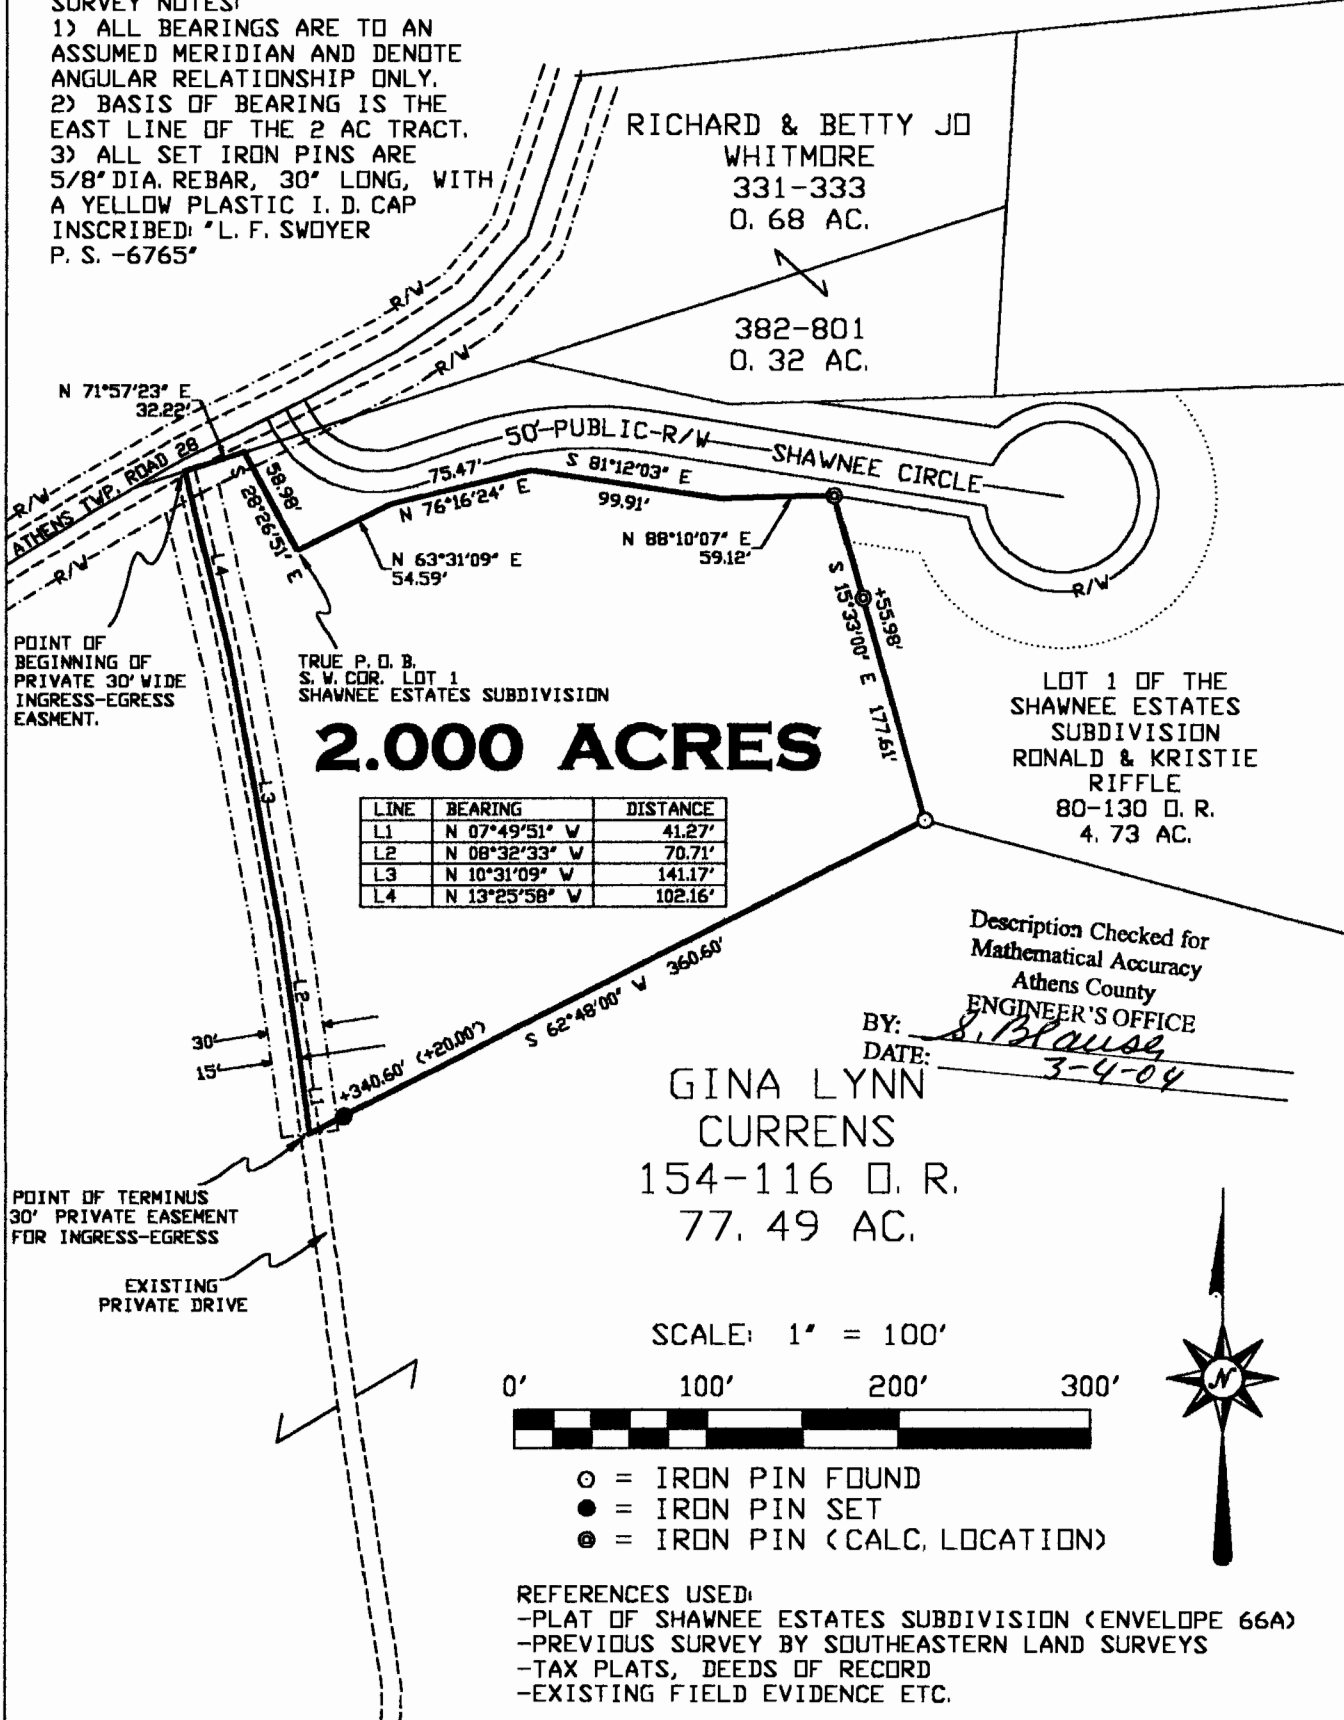 SURVEY NOTES:
1) ALL BEARINGS ARE TO AN
ASSUMED MERIDIAN AND DENOTE
ANGULAR RELATIONSHIP ONLY.
2) BASIS OF BEARING IS THE
EAST LINE OF THE 2 AC TRACT.
3) ALL SET IRON PINS ARE
5/8" DIA. REBAR, 30" LONG, WITH
A YELLOW PLASTIC I. D. CAP
INSCRIBED: "L. F. SWOYER
P. S. -6765"
RICHARD & BETTY JO
WHITMORE
331-333
0. 68 AC.
382-801
0. 32 AC.
R/W
R/W
N 71°57'23" E
32.22'
R/W
ATHENS TWP. ROAD 28
R/W
S 28°26'51" E
58.98'
50' PUBLIC R/W
SHAWNEE CIRCLE
75.47'
N 76°16'24" E
S 81°12'03" E
99.91'
N 63°31'09" E
54.59'
N 88°10'07" E
59.12'
R/W
L4
+55.98'
S 15°33'00" E 177.61'
POINT OF
BEGINNING OF
PRIVATE 30' WIDE
INGRESS-EGRESS
EASMENT.
TRUE P. O. B.
S. W. COR. LOT 1
SHAWNEE ESTATES SUBDIVISION
2.000 ACRES
LOT 1 OF THE
SHAWNEE ESTATES
SUBDIVISION
RONALD & KRISTIE
RIFFLE
80-130 O. R.
4. 73 AC.
L3
LINE BEARING DISTANCE
L1 N 07°49'51" W 41.27'
L2 N 08°32'33" W 70.71'
L3 N 10°31'09" W 141.17'
L4 N 13°25'58" W 102.16'
L2
S 62°48'00" W 360.60'
+340.60' (+20.00')
30'
15'
L1
Description Checked for
Mathematical Accuracy
Athens County
ENGINEER'S OFFICE
BY: S. Blauser
DATE: 3-4-04
GINA LYNN
CURRENS
154-116 O. R.
77. 49 AC.
POINT OF TERMINUS
30' PRIVATE EASEMENT
FOR INGRESS-EGRESS
EXISTING
PRIVATE DRIVE
SCALE: 1" = 100'
0' 100' 200' 300'
N
= IRON PIN FOUND
= IRON PIN SET
= IRON PIN (CALC. LOCATION)
REFERENCES USED:
-PLAT OF SHAWNEE ESTATES SUBDIVISION (ENVELOPE 66A)
-PREVIOUS SURVEY BY SOUTHEASTERN LAND SURVEYS
-TAX PLATS, DEEDS OF RECORD
-EXISTING FIELD EVIDENCE ETC.